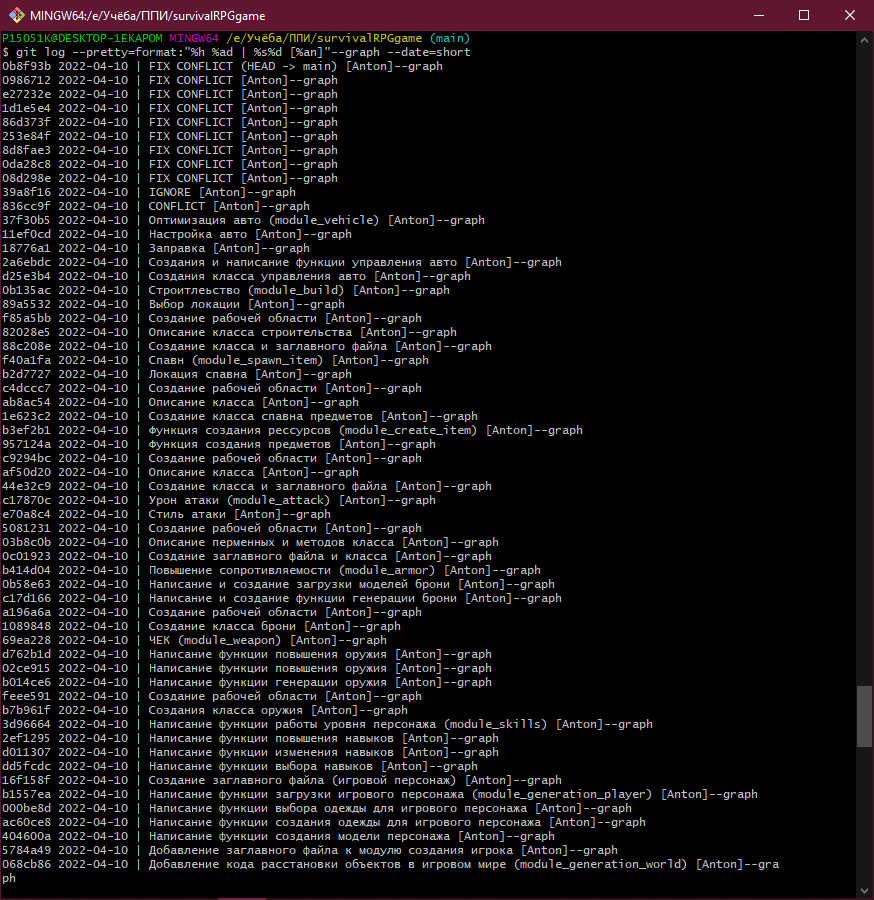 MINGW64:/e/Учёба/ППИ/survivalRPGgame
P15051K@DESKTOP-1EKAPOM MINGW64 /e/Учёба/ППИ/survivalRPGgame (main)
$ git log --pretty=format:"%h %ad | %s%d [%an]"--graph --date=short
0b8f93b 2022-04-10 | FIX CONFLICT (HEAD -> main) [Anton]--graph
0986712 2022-04-10 | FIX CONFLICT [Anton]--graph
e27232e 2022-04-10 | FIX CONFLICT [Anton]--graph
1d1e5e4 2022-04-10 | FIX CONFLICT [Anton]--graph
86d373f 2022-04-10 | FIX CONFLICT [Anton]--graph
253e84f 2022-04-10 | FIX CONFLICT [Anton]--graph
8d8fae3 2022-04-10 | FIX CONFLICT [Anton]--graph
0da28c8 2022-04-10 | FIX CONFLICT [Anton]--graph
08d298e 2022-04-10 | FIX CONFLICT [Anton]--graph
39a8f16 2022-04-10 | IGNORE [Anton]--graph
836cc9f 2022-04-10 | CONFLICT [Anton]--graph
37f30b5 2022-04-10 | Оптимизация авто (module_vehicle) [Anton]--graph
11ef0cd 2022-04-10 | Настройка авто [Anton]--graph
18776a1 2022-04-10 | Заправка [Anton]--graph
2a6ebdc 2022-04-10 | Создания и написание функции управления авто [Anton]--graph
d25e3b4 2022-04-10 | Создания класса управления авто [Anton]--graph
0b135ac 2022-04-10 | Строитлеьство (module_build) [Anton]--graph
89a5532 2022-04-10 | Выбор локации [Anton]--graph
f85a5bb 2022-04-10 | Создание рабочей области [Anton]--graph
82028e5 2022-04-10 | Описание класса строительства [Anton]--graph
88c208e 2022-04-10 | Создание класса и заглавного файла [Anton]--graph
f40a1fa 2022-04-10 | Спавн (module_spawn_item) [Anton]--graph
b2d7727 2022-04-10 | Локация спавна [Anton]--graph
c4dccc7 2022-04-10 | Создание рабочей области [Anton]--graph
ab8ac54 2022-04-10 | Описание класса [Anton]--graph
1e623c2 2022-04-10 | Создание класса спавна предметов [Anton]--graph
b3ef2b1 2022-04-10 | Функция создания рессурсов (module_create_item) [Anton]--graph
957124a 2022-04-10 | Функция создания предметов [Anton]--graph
c9294bc 2022-04-10 | Создание рабочей области [Anton]--graph
af50d20 2022-04-10 | Описание класса [Anton]--graph
44e32c9 2022-04-10 | Создание класса и заглавного файла [Anton]--graph
c17870c 2022-04-10 | Урон атаки (module_attack) [Anton]--graph
e70a8c4 2022-04-10 | Стиль атаки [Anton]--graph
5081231 2022-04-10 | Создание рабочей области [Anton]--graph
03b8c0b 2022-04-10 | Описание перменных и методов класса [Anton]--graph
0c01923 2022-04-10 | Создание заглавного файла и класса [Anton]--graph
b414d04 2022-04-10 | Повышение сопротивляемости (module_armor) [Anton]--graph
0b58e63 2022-04-10 | Написание и создание загрузки моделей брони [Anton]--graph
c17d166 2022-04-10 | Написание и создание функции генерации брони [Anton]--graph
a196a6a 2022-04-10 | Создание рабочей области [Anton]--graph
1089848 2022-04-10 | Создание класса брони [Anton]--graph
69ea228 2022-04-10 | ЧЕК (module_weapon) [Anton]--graph
d762b1d 2022-04-10 | Написание функции повышения оружия [Anton]--graph
02ce915 2022-04-10 | Написание функции повышения оружия [Anton]--graph
b014ce6 2022-04-10 | Написание функции генерации оружия [Anton]--graph
feee591 2022-04-10 | Создание рабочей области [Anton]--graph
b7b961f 2022-04-10 | Создания класса оружия [Anton]--graph
3d96664 2022-04-10 | Написание функции работы уровня персонажа (module_skills) [Anton]--graph
2ef1295 2022-04-10 | Написание функции повышения навыков [Anton]--graph
d011307 2022-04-10 | Написание функции изменения навыков [Anton]--graph
dd5fcdc 2022-04-10 | Написание функции выбора навыков [Anton]--graph
16f158f 2022-04-10 | Создание заглавного файла (игровой персонаж) [Anton]--graph
b1557ea 2022-04-10 | Написание функции загрузки игрового персонажа (module_generation_player) [Anton]--graph
000be8d 2022-04-10 | Написание функции выбора одежды для игрового персонажа [Anton]--graph
ac60ce8 2022-04-10 | Написание функции создания одежды для игрового персонажа [Anton]--graph
404600a 2022-04-10 | Написание функции создания модели персонажа [Anton]--graph
5784a49 2022-04-10 | Добавление заглавного файла к модулю создания игрока [Anton]--graph
068cb86 2022-04-10 | Добавление кода расстановки объектов в игровом мире (module_generation_world) [Anton]--gra
ph